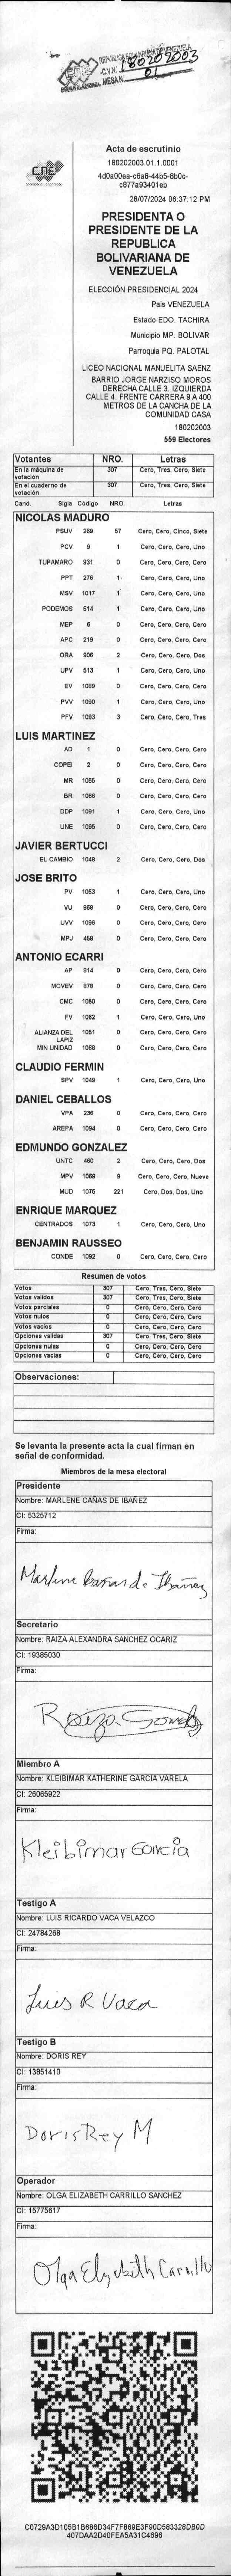 REPUBLICA BOLIVARIANA DE VENEZUELA
CNE
C.V.N. 180202003
MESA N. 01
CNE
Acta de escrutinio
180202003.01.1.0001
4d0a00ea-c6a8-44b5-8b0c-
c877a93401eb
28/07/2024 06:37:12 PM
PRESIDENTA O
PRESIDENTE DE LA
REPUBLICA
BOLIVARIANA DE
VENEZUELA
ELECCIÓN PRESIDENCIAL 2024
Pais VENEZUELA
Estado EDO. TACHIRA
Municipio MP. BOLIVAR
Parroquia PQ. PALOTAL
LICEO NACIONAL MANUELITA SAENZ
BARRIO JORGE NARZISO MOROS
DERECHA CALLE 3. IZQUIERDA
CALLE 4. FRENTE CARRERA 9 A 400
METROS DE LA CANCHA DE LA
COMUNIDAD CASA
180202003
559 Electores
Votantes NRO. Letras
En la máquina de votación 307 Cero, Tres, Cero, Siete
En el cuaderno de votación 307 Cero, Tres, Cero, Siete
Cand. Sigla Código NRO. Letras
NICOLAS MADURO
PSUV 269 57 Cero, Cero, Cinco, Siete
PCV 9 1 Cero, Cero, Cero, Uno
TUPAMARO 931 0 Cero, Cero, Cero, Cero
PPT 276 1 Cero, Cero, Cero, Uno
MSV 1017 1 Cero, Cero, Cero, Uno
PODEMOS 514 1 Cero, Cero, Cero, Uno
MEP 6 0 Cero, Cero, Cero, Cero
APC 219 0 Cero, Cero, Cero, Cero
ORA 906 2 Cero, Cero, Cero, Dos
UPV 513 1 Cero, Cero, Cero, Uno
EV 1089 0 Cero, Cero, Cero, Cero
PVV 1090 1 Cero, Cero, Cero, Uno
PFV 1093 3 Cero, Cero, Cero, Tres
LUIS MARTINEZ
AD 1 0 Cero, Cero, Cero, Cero
COPEI 2 0 Cero, Cero, Cero, Cero
MR 1065 0 Cero, Cero, Cero, Cero
BR 1066 0 Cero, Cero, Cero, Cero
DDP 1091 1 Cero, Cero, Cero, Uno
UNE 1095 0 Cero, Cero, Cero, Cero
JAVIER BERTUCCI
EL CAMBIO 1048 2 Cero, Cero, Cero, Dos
JOSE BRITO
PV 1053 1 Cero, Cero, Cero, Uno
VU 968 0 Cero, Cero, Cero, Cero
UVV 1096 0 Cero, Cero, Cero, Cero
MPJ 458 0 Cero, Cero, Cero, Cero
ANTONIO ECARRI
AP 814 0 Cero, Cero, Cero, Cero
MOVEV 879 0 Cero, Cero, Cero, Cero
CMC 1050 0 Cero, Cero, Cero, Cero
FV 1062 1 Cero, Cero, Cero, Uno
ALIANZA DEL LAPIZ 1051 0 Cero, Cero, Cero, Cero
MIN UNIDAD 1068 0 Cero, Cero, Cero, Cero
CLAUDIO FERMIN
SPV 1049 1 Cero, Cero, Cero, Uno
DANIEL CEBALLOS
VPA 236 0 Cero, Cero, Cero, Cero
AREPA 1094 0 Cero, Cero, Cero, Cero
EDMUNDO GONZALEZ
UNTC 460 2 Cero, Cero, Cero, Dos
MPV 1069 9 Cero, Cero, Cero, Nueve
MUD 1075 221 Cero, Dos, Dos, Uno
ENRIQUE MARQUEZ
CENTRADOS 1073 1 Cero, Cero, Cero, Uno
BENJAMIN RAUSSEO
CONDE 1092 0 Cero, Cero, Cero, Cero
Resumen de votos
Votos 307 Cero, Tres, Cero, Siete
Votos validos 307 Cero, Tres, Cero, Siete
Votos parciales 0 Cero, Cero, Cero, Cero
Votos nulos 0 Cero, Cero, Cero, Cero
Votos vacios 0 Cero, Cero, Cero, Cero
Opciones validas 307 Cero, Tres, Cero, Siete
Opciones nulas 0 Cero, Cero, Cero, Cero
Opciones vacias 0 Cero, Cero, Cero, Cero
Observaciones:
Se levanta la presente acta la cual firman en
señal de conformidad.
Miembros de la mesa electoral
Presidente
Nombre: MARLENE CAÑAS DE IBAÑEZ
CI: 5325712
Firma:
Marlene Cañas de Ibañez
Secretario
Nombre: RAIZA ALEXANDRA SANCHEZ OCARIZ
CI: 19385030
Firma:
Miembro A
Nombre: KLEIBIMAR KATHERINE GARCIA VARELA
CI: 26065922
Firma:
Kleibimar Garcia
Testigo A
Nombre: LUIS RICARDO VACA VELAZCO
CI: 24784268
Firma:
Luis R Vaca
Testigo B
Nombre: DORIS REY
CI: 13851410
Firma:
Doris Rey M
Operador
Nombre: OLGA ELIZABETH CARRILLO SANCHEZ
CI: 15775617
Firma:
Olga Elizabeth Carrillo
C0729A3D105B1B686D34F7F869E3F90D583328DB0D
407DAA2D40FEA5A31C4696